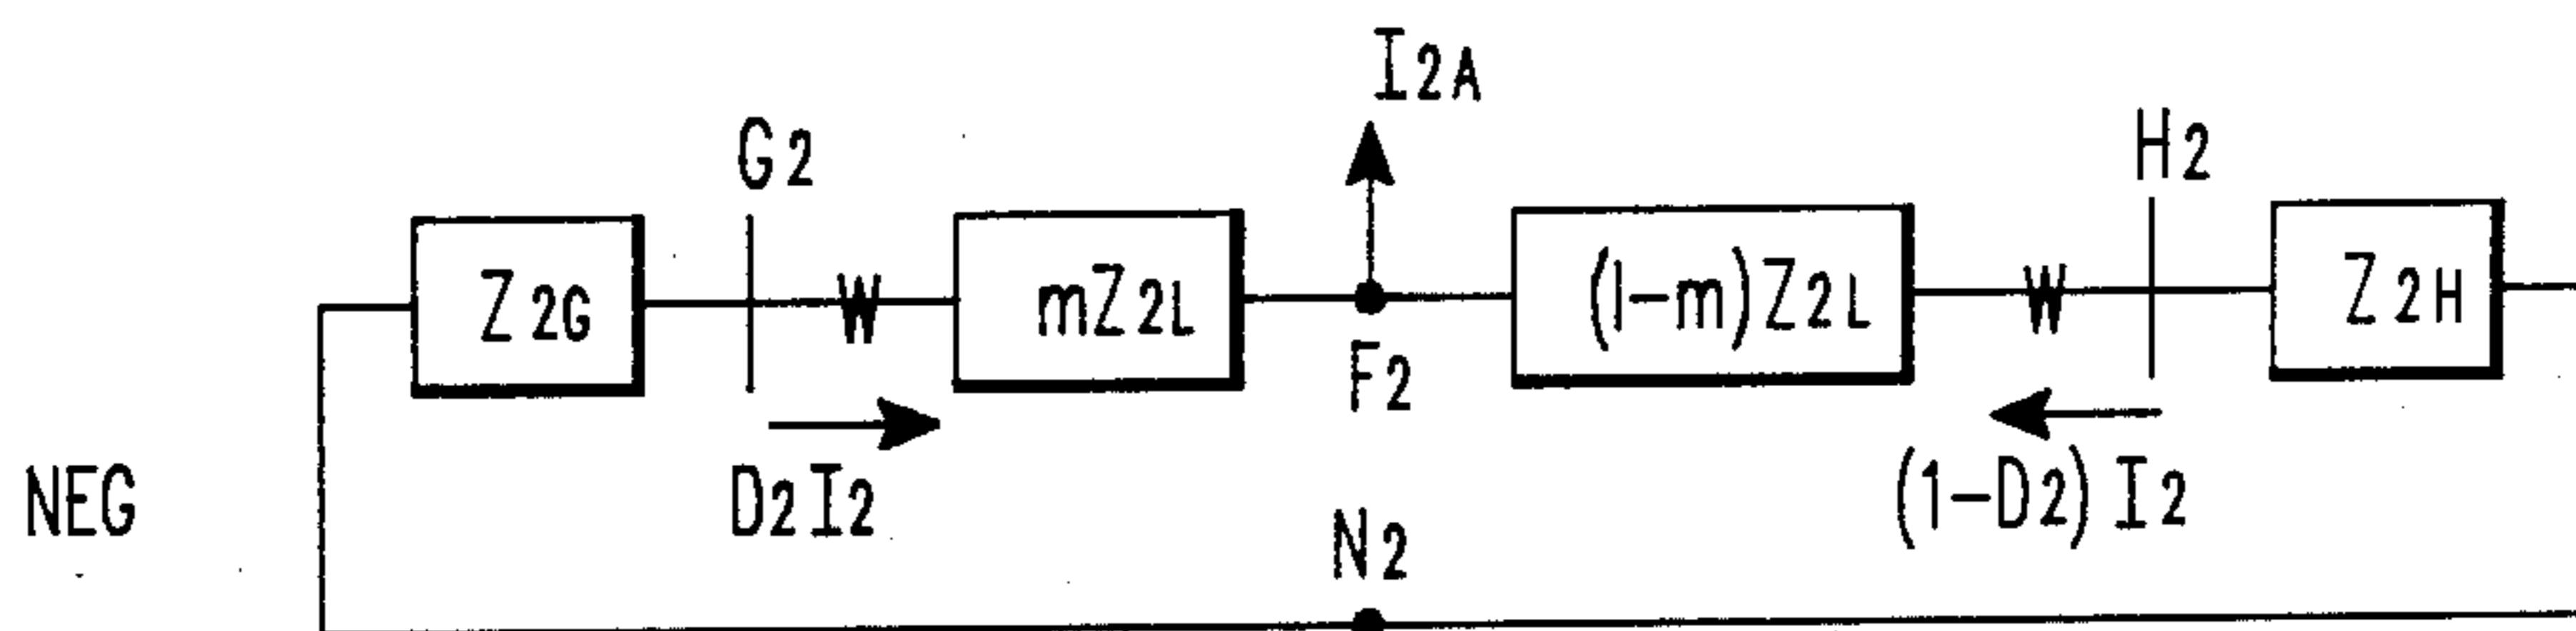 I2A
G2
H2
Z2G
W
mZ2L
(1-m)Z2L
W
Z2H
F2
D2I2
(1-D2)I2
NEG
N2